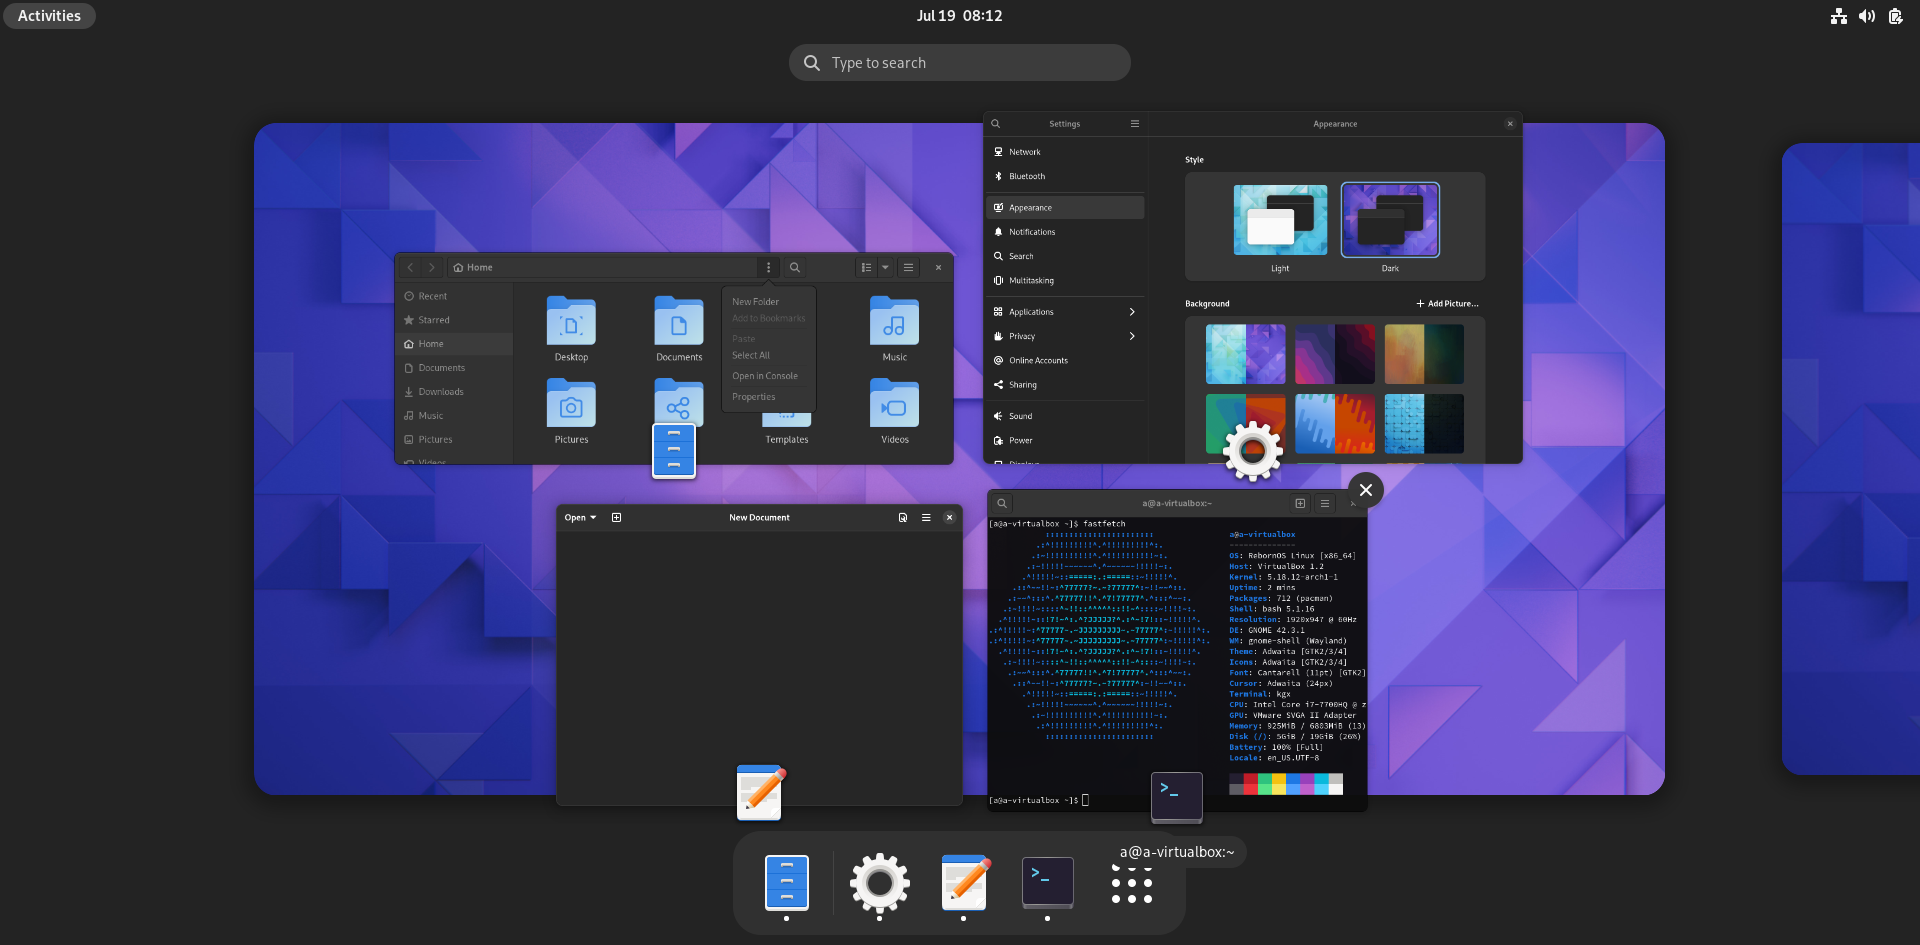 Activities
Jul 19 08:12
Type to search
Home
Recent
Starred
Home
Documents
Downloads
Music
Pictures
Videos
Desktop
Documents
Music
Pictures
Templates
Videos
New Folder
Add to Bookmarks
Paste
Select All
Open in Console
Properties
Settings
Network
Bluetooth
Appearance
Notifications
Search
Multitasking
Applications
Privacy
Online Accounts
Sharing
Sound
Power
Displays
Appearance
Style
Light
Dark
Background
Add Picture...
Open
New Document
a@a-virtualbox:~
[a@a-virtualbox ~]$ fastfetch
a@a-virtualbox
--------------
OS: RebornOS Linux [x86_64]
Host: VirtualBox 1.2
Kernel: 5.18.12-arch1-1
Uptime: 2 mins
Packages: 712 (pacman)
Shell: bash 5.1.16
Resolution: 1920x947 @ 60Hz
DE: GNOME 42.3.1
WM: gnome-shell (Wayland)
Theme: Adwaita [GTK2/3/4]
Icons: Adwaita [GTK2/3/4]
Font: Cantarell (11pt) [GTK2]
Cursor: Adwaita (24px)
Terminal: kgx
CPU: Intel Core i7-7700HQ @ 2
GPU: VMware SVGA II Adapter
Memory: 925MiB / 6803MiB (13)
Disk (/): 5GiB / 19GiB (26%)
Battery: 100% [Full]
Locale: en_US.UTF-8
[a@a-virtualbox ~]$
>_
a@a-virtualbox:~
>_